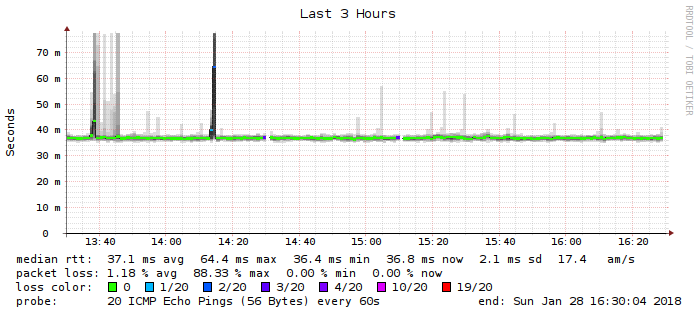 Last 3 Hours
RRDTOOL / TOBI OETIKER
Seconds
70 m
60 m
50 m
40 m
30 m
20 m
10 m
0
13:40 14:00 14:20 14:40 15:00 15:20 15:40 16:00 16:20
median rtt: 37.1 ms avg 64.4 ms max 36.4 ms min 36.8 ms now 2.1 ms sd 17.4 am/s
packet loss: 1.18 % avg 88.33 % max 0.00 % min 0.00 % now
loss color: 0 1/20 2/20 3/20 4/20 10/20 19/20
probe: 20 ICMP Echo Pings (56 Bytes) every 60s end: Sun Jan 28 16:30:04 2018